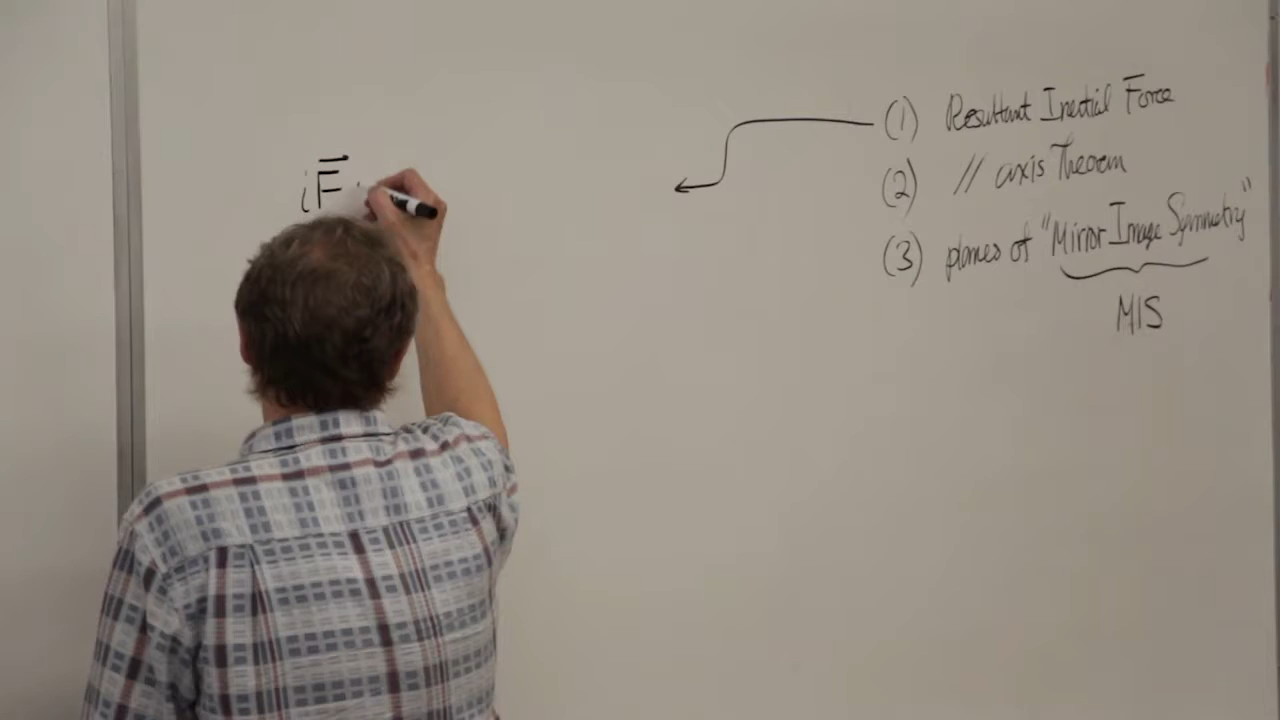 iF⃗
(1) Resultant Inertial Force
(2) // axis Theorem
(3) planes of "Mirror Image Symmetry"
MIS